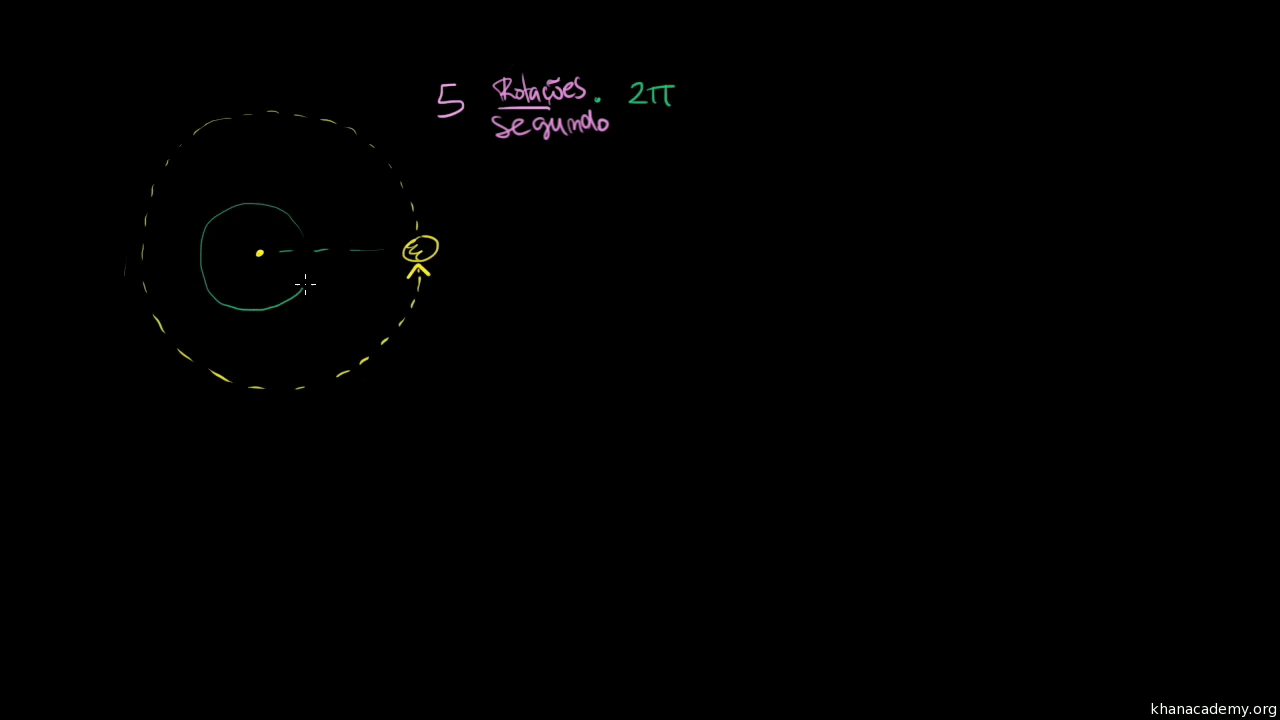 5 Rotações . 2π
segundo
khanacademy.org